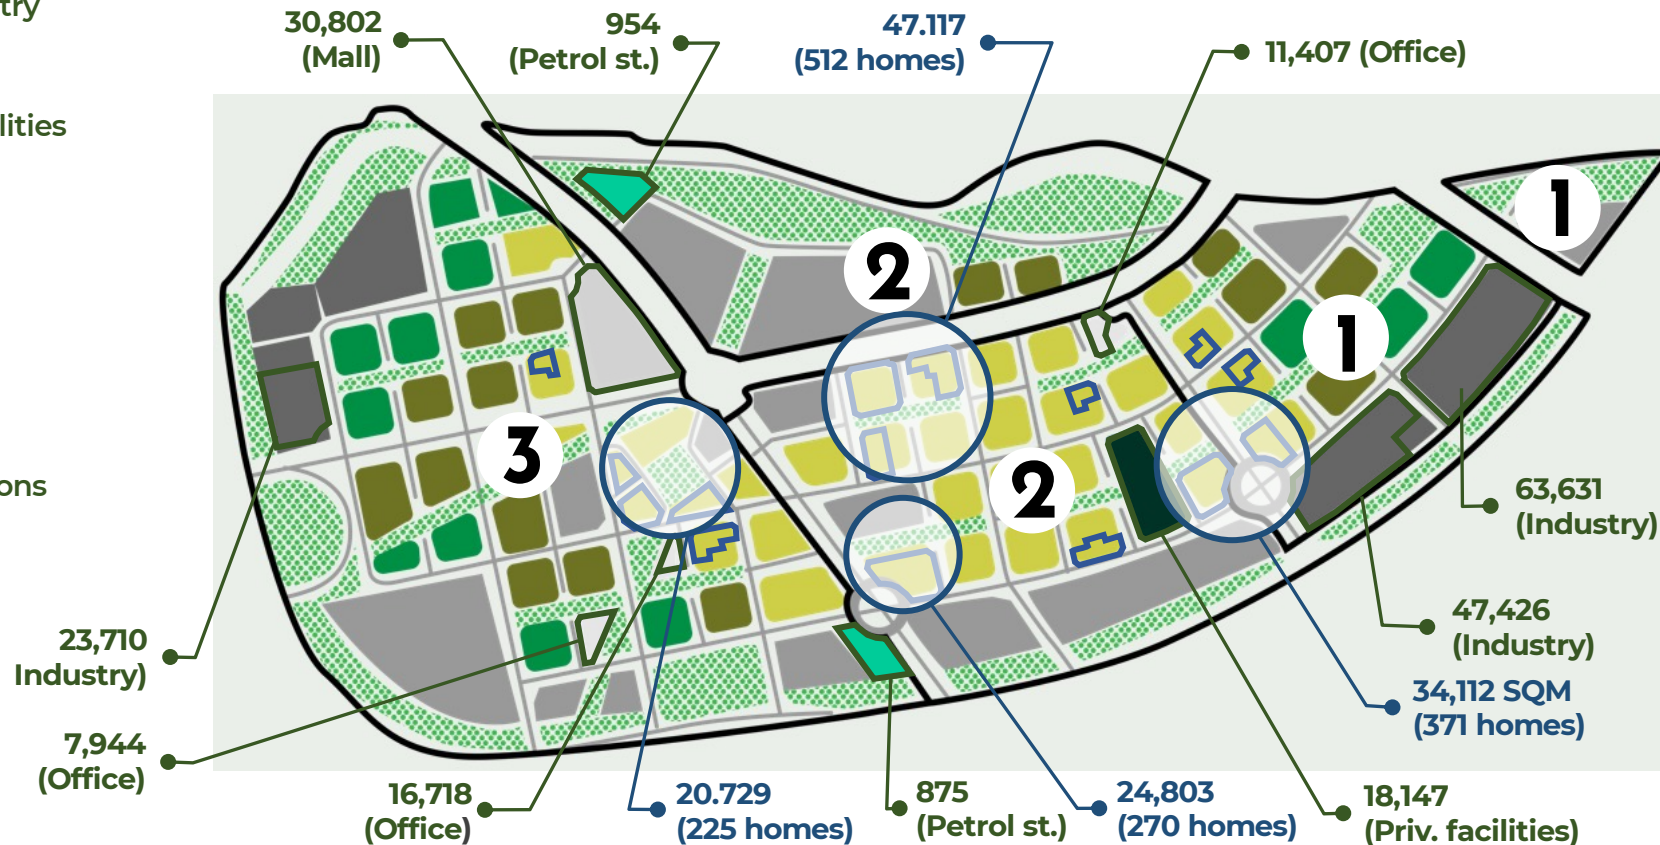 try
30,802
(Mall)
954
(Petrol st.)
47.117
(512 homes)
11,407 (Office)
lities
1
2
1
3
2
ons
63,631
(Industry)
47,426
(Industry)
23,710
Industry)
34,112 SQM
(371 homes)
7,944
(Office)
16,718
(Office)
20.729
(225 homes)
875
(Petrol st.)
24,803
(270 homes)
18,147
(Priv. facilities)